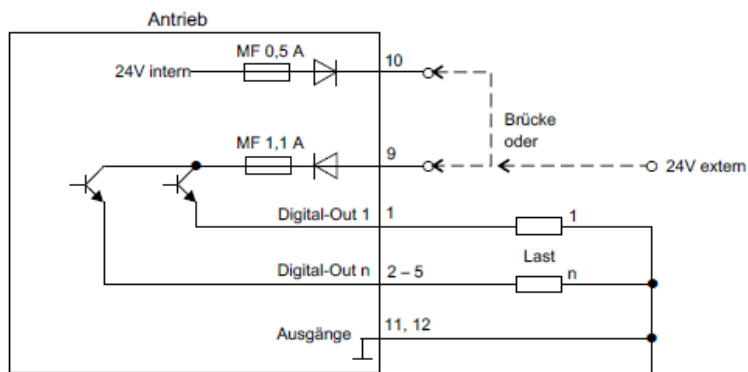 Antrieb
MF 0,5 A
10
24V intern
Brücke
oder
MF 1,1 A
9
24V extern
Digital-Out 1
1
1
Last
Digital-Out n
2 – 5
n
11, 12
Ausgänge